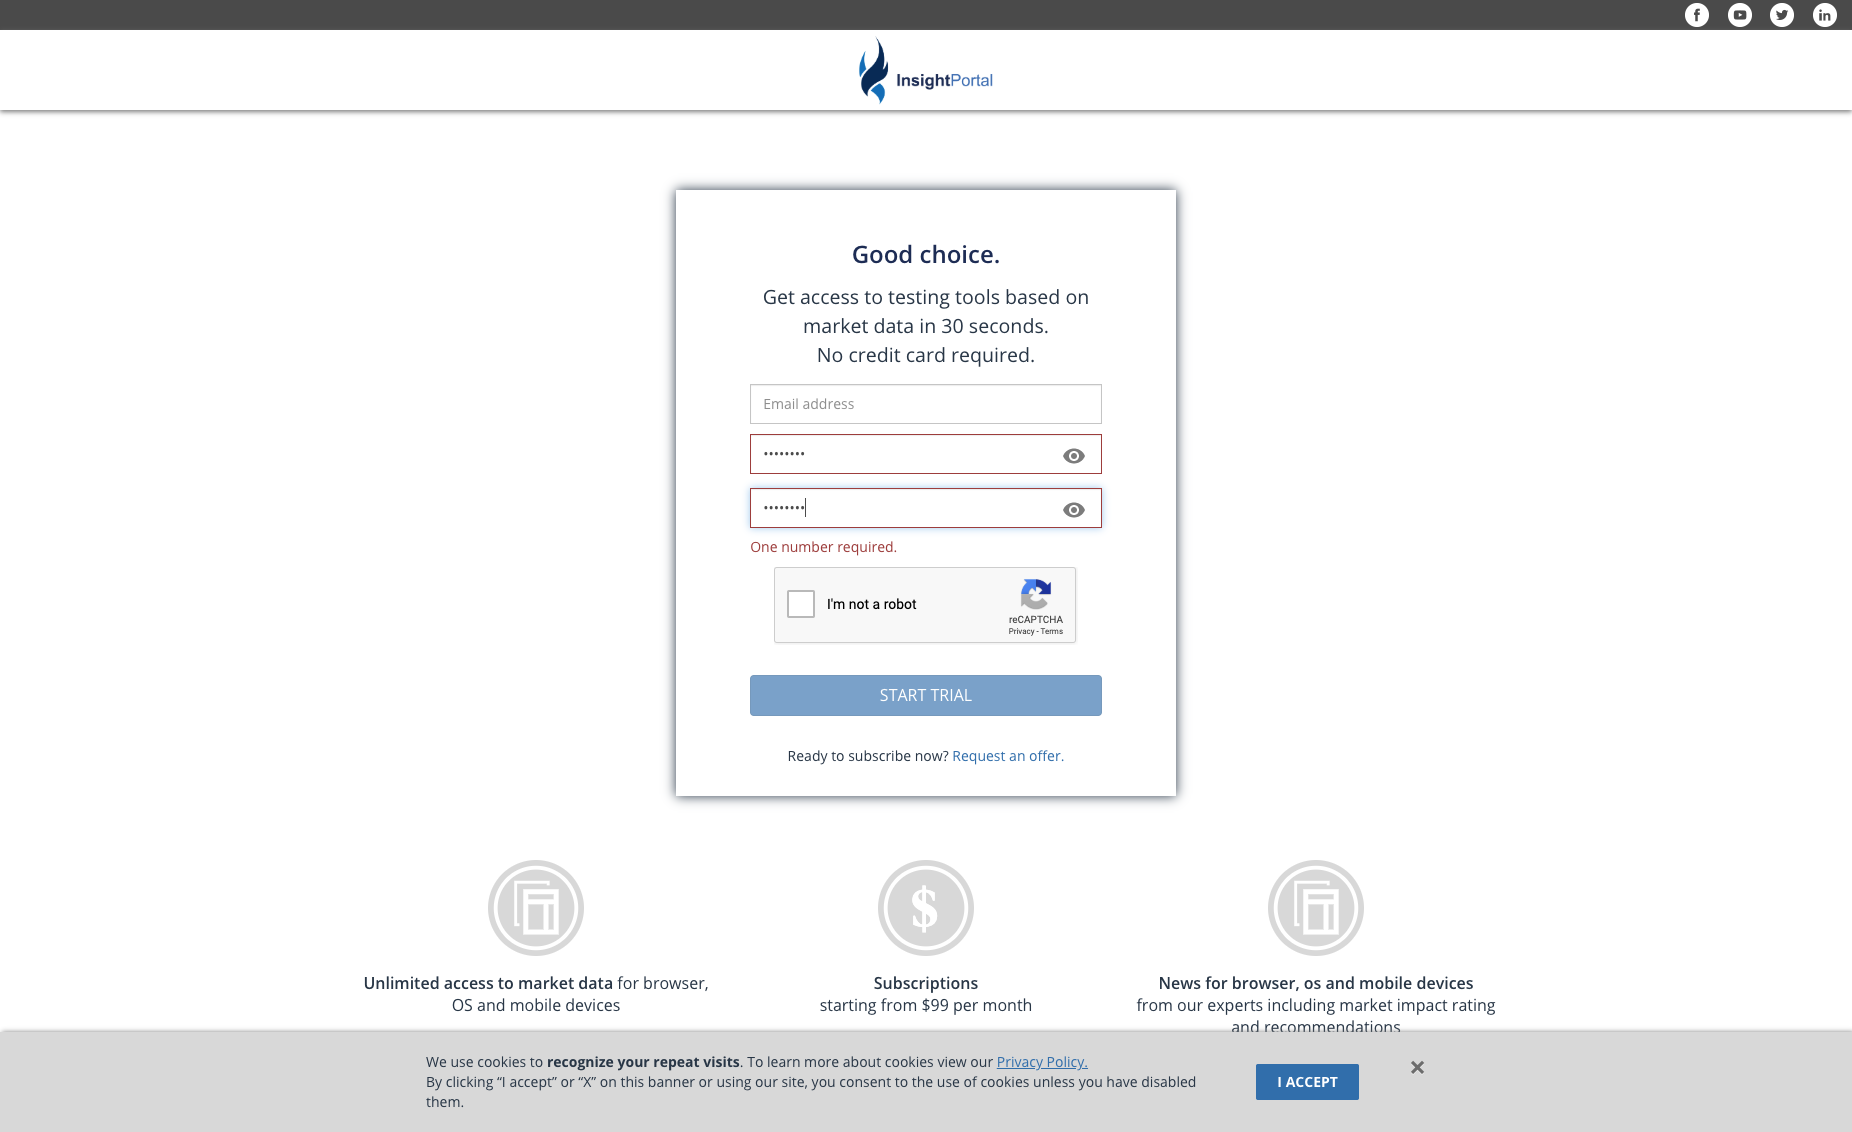 InsightPortal
Good choice.
Get access to testing tools based on
market data in 30 seconds.
No credit card required.
Email address
••••••••
••••••••
One number required.
I'm not a robot
reCAPTCHA
Privacy - Terms
START TRIAL
Ready to subscribe now? Request an offer.
Unlimited access to market data for browser,
OS and mobile devices
Subscriptions
starting from $99 per month
News for browser, os and mobile devices
from our experts including market impact rating
and recommendations
We use cookies to recognize your repeat visits. To learn more about cookies view our Privacy Policy.
By clicking “I accept” or “X” on this banner or using our site, you consent to the use of cookies unless you have disabled
them.
I ACCEPT